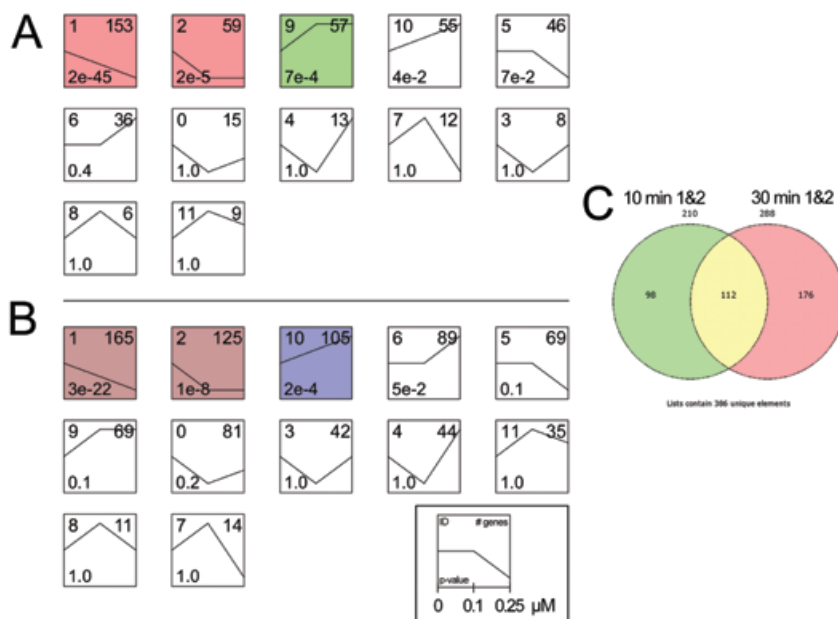 A
1 153
2e-45
2 59
2e-5
9 57
7e-4
10 55
4e-2
5 46
7e-2
6 36
0.4
0 15
1.0
4 13
1.0
7 12
1.0
3 8
1.0
8 6
1.0
11 9
1.0
B
1 165
3e-22
2 125
1e-8
10 105
2e-4
6 89
5e-2
5 69
0.1
9 69
0.1
0 81
0.2
3 42
1.0
4 44
1.0
11 35
1.0
8 11
1.0
7 14
1.0
ID # genes
p-value
0 0.1 0.25 µM
C
10 min 1&2 30 min 1&2
210 288
98 112 176
Lists contain 386 unique elements